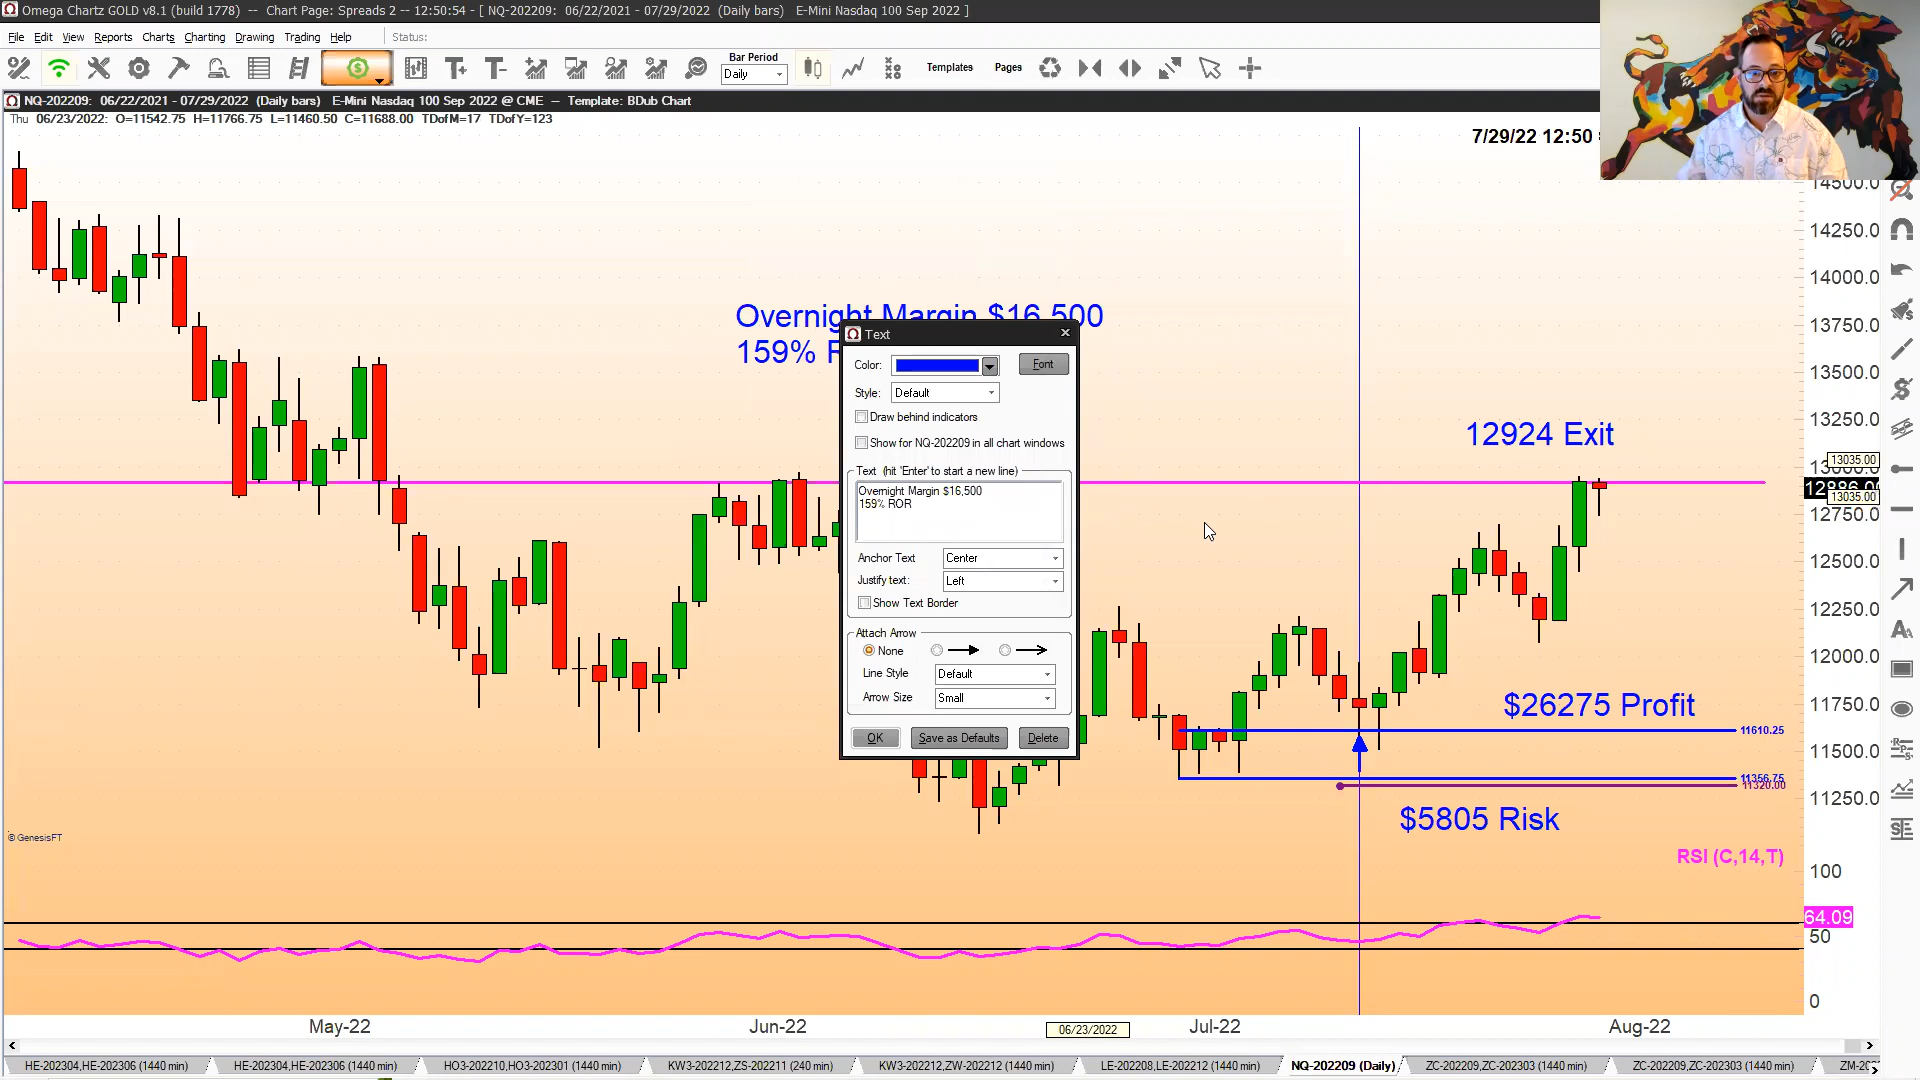 Omega Chartz GOLD v8.1 (build 1778) -- Chart Page: Spreads 2 -- 12:50:54 - [ NQ-202209: 06/22/2021 - 07/29/2022 (Daily bars) E-Mini Nasdaq 100 Sep 2022 ]
File Edit View Reports Charts Charting Drawing Trading Help Status:
Bar Period
Daily
Templates Pages
NQ-202209: 06/22/2021 - 07/29/2022 (Daily bars) E-Mini Nasdaq 100 Sep 2022 @ CME -- Template: BDub Chart
Thu 06/23/2022: O=11542.75 H=11766.75 L=11460.50 C=11688.00 TDofM=17 TDofY=123
7/29/22 12:50
14500.0
14250.0
14000.0
13750.0
13500.0
13250.0
13035.00
13035.00
12750.0
12500.0
12250.0
12000.0
11750.0
11500.0
11250.0
Overnight Margin $16,500
159%
Text
Color:
Font
Style: Default
Draw behind indicators
Show for NQ-202209 in all chart windows
Text (hit 'Enter' to start a new line)
Overnight Margin $16,500
159% ROR
Anchor Text Center
Justify text: Left
Show Text Border
Attach Arrow
None
Line Style Default
Arrow Size Small
OK Save as Defaults Delete
12924 Exit
$26275 Profit
11610.25
11356.75
11320.00
$5805 Risk
© GenesisFT
RSI (C,14,T)
100
64.09
50
0
May-22 Jun-22 06/23/2022 Jul-22 Aug-22
HE-202304,HE-202306 (1440 min) HE-202304,HE-202306 (1440 min) HO3-202210,HO3-202301 (1440 min) KW3-202212,ZS-202211 (240 min) KW3-202212,ZW-202212 (1440 min) LE-202208,LE-202212 (1440 min) NQ-202209 (Daily) ZC-202209,ZC-202303 (1440 min) ZC-202209,ZC-202303 (1440 min)